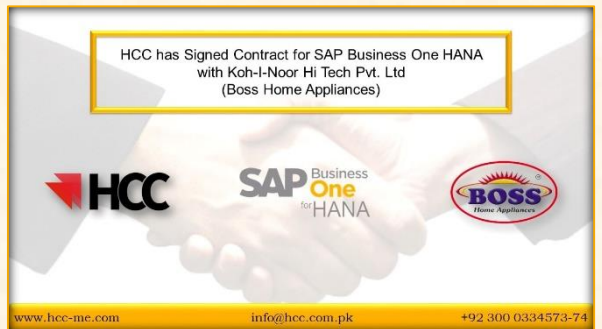 HCC has Signed Contract for SAP Business One HANA
with Koh-I-Noor Hi Tech Pvt. Ltd
(Boss Home Appliances)
HCC
SAP Business
One
for HANA
BOSS
®
Home Appliances
www.hcc-me.com
info@hcc.com.pk
+92 300 0334573-74